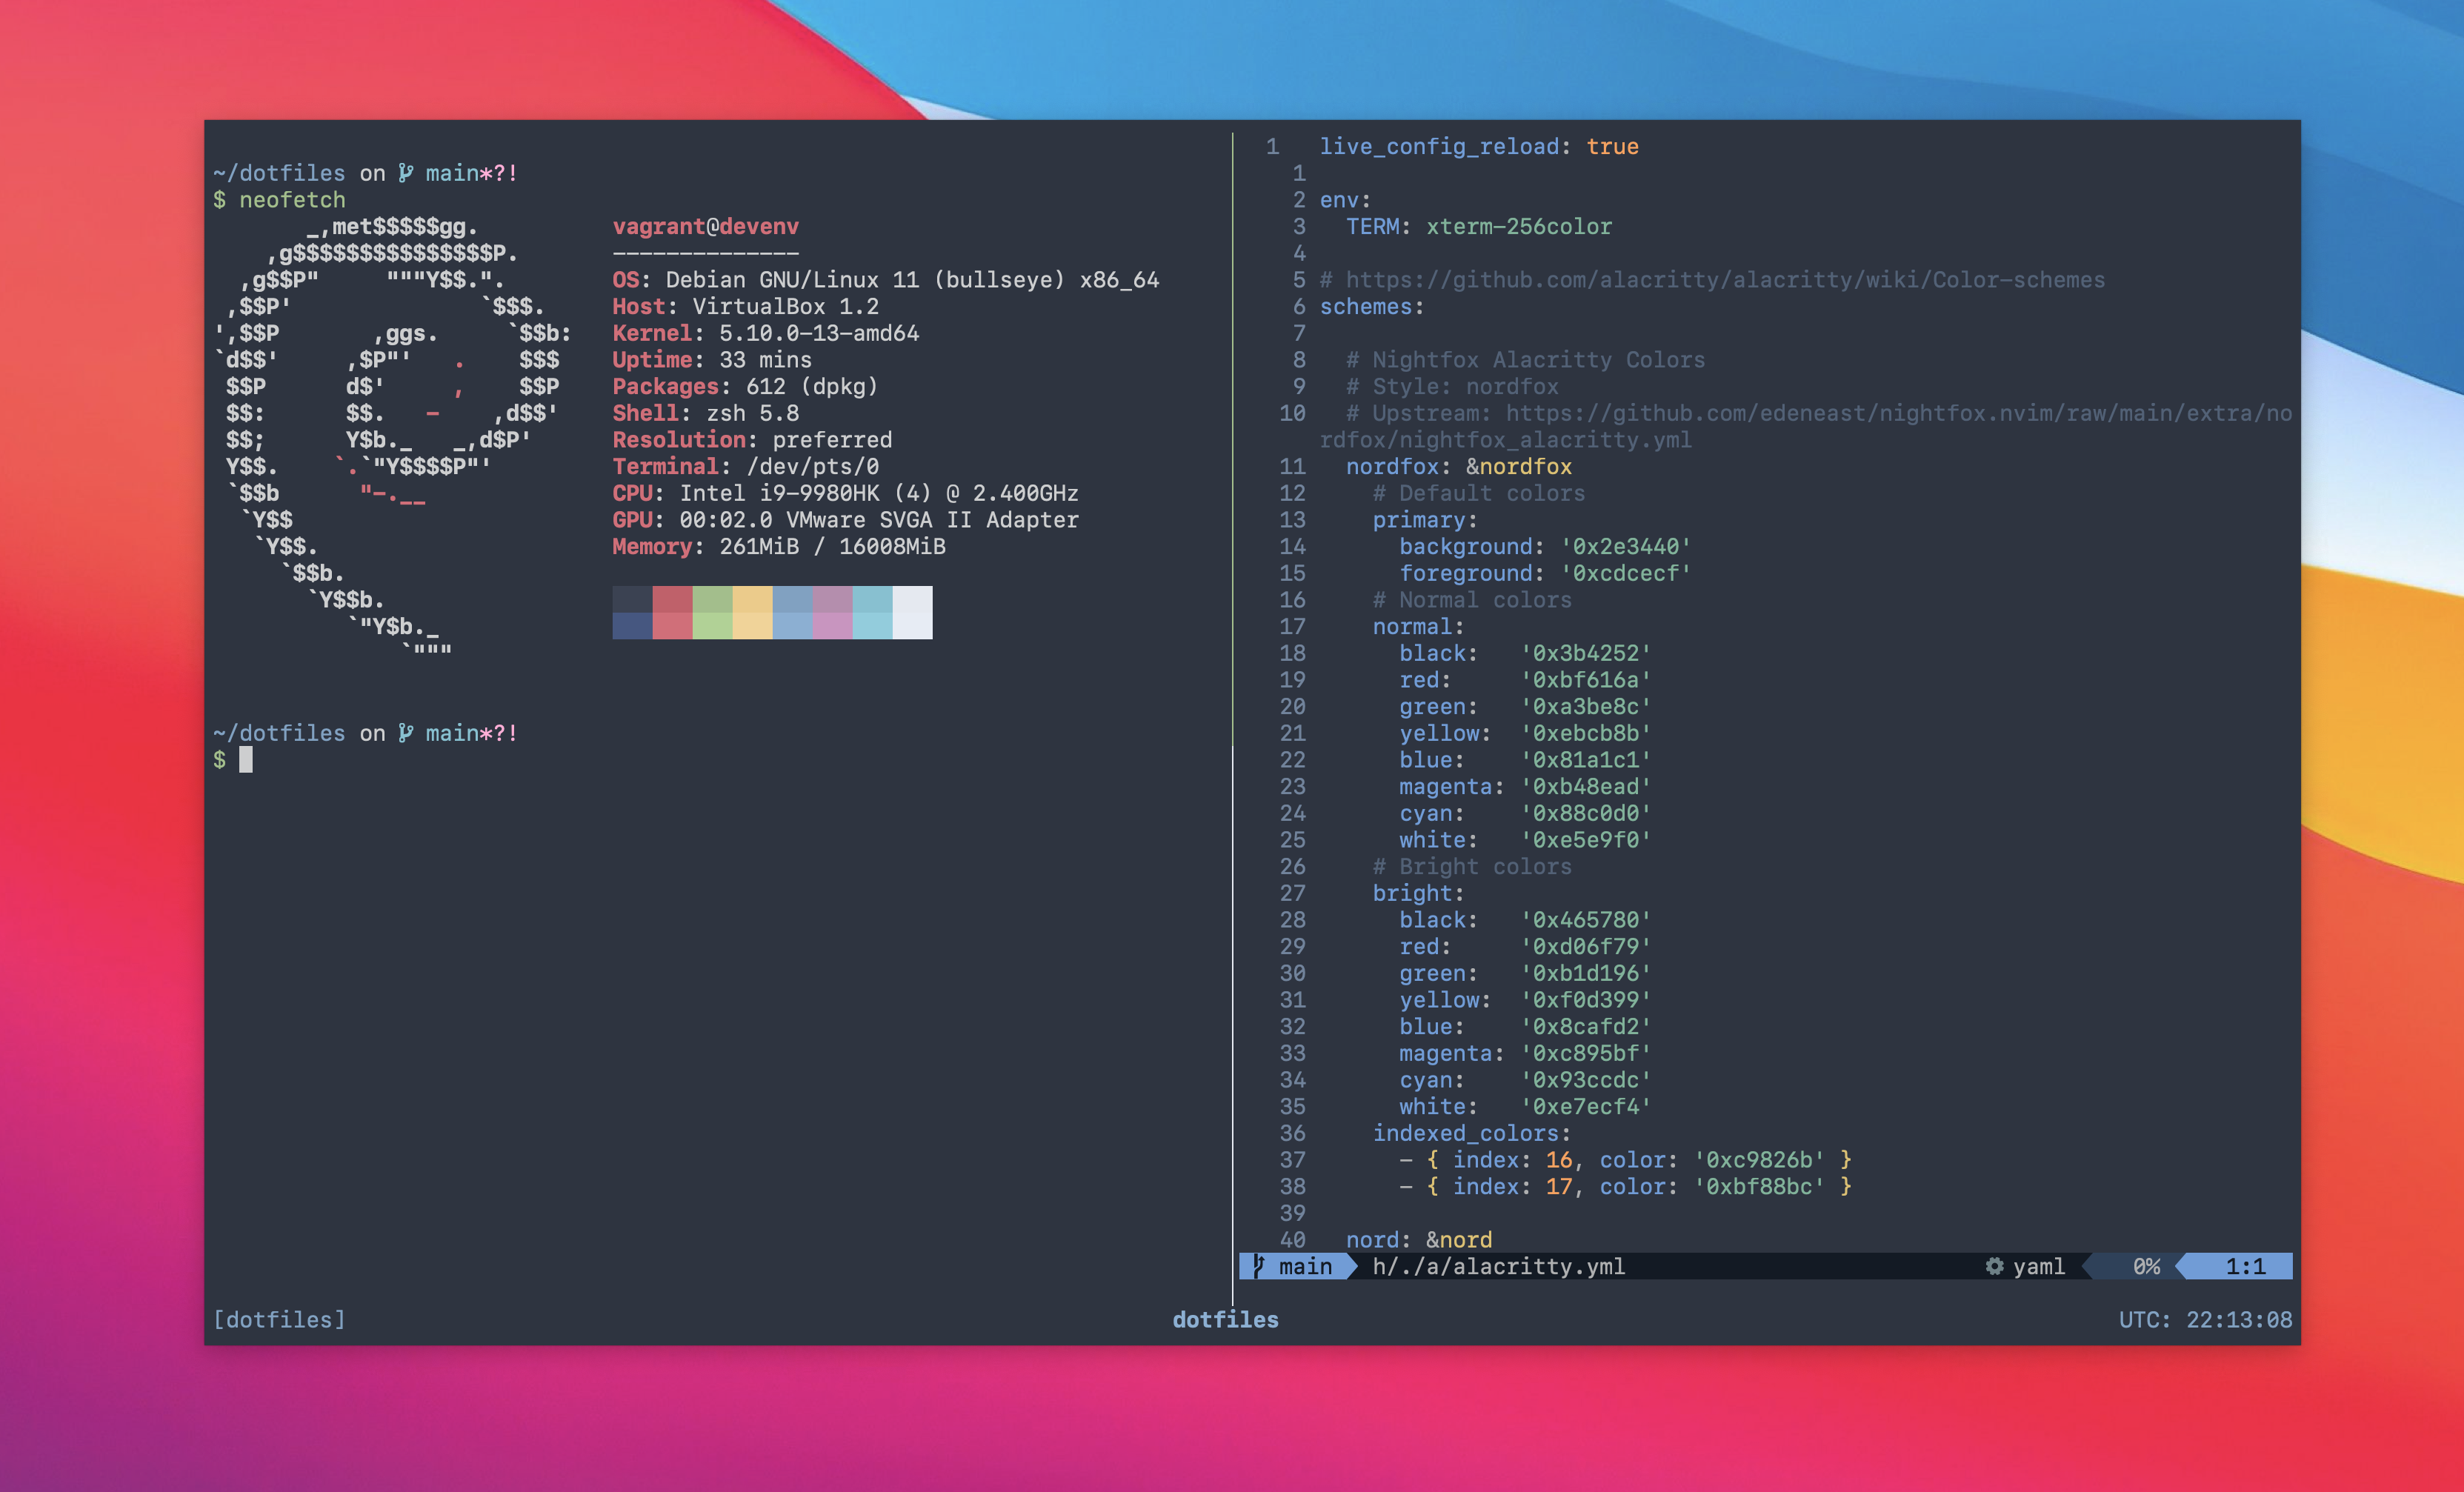 ~/dotfiles on main*?!
$ neofetch
       _,met$$$$$gg.
    ,g$$$$$$$$$$$$$$$P.
  ,g$$P"     """Y$$.".
 ,$$P'              `$$$.
',$$P       ,ggs.     `$$b:
`d$$'     ,$P"'   .    $$$
 $$P      d$'     ,    $$P
 $$:      $$.   -    ,d$$'
 $$;      Y$b._   _,d$P'
 Y$$.    `.`"Y$$$$P"'
 `$$b      "-.__
  `Y$$
   `Y$$.
     `$$b.
       `Y$$b.
          `"Y$b._
              `"""
vagrant@devenv
--------------
OS: Debian GNU/Linux 11 (bullseye) x86_64
Host: VirtualBox 1.2
Kernel: 5.10.0-13-amd64
Uptime: 33 mins
Packages: 612 (dpkg)
Shell: zsh 5.8
Resolution: preferred
Terminal: /dev/pts/0
CPU: Intel i9-9980HK (4) @ 2.400GHz
GPU: 00:02.0 VMware SVGA II Adapter
Memory: 261MiB / 16008MiB
~/dotfiles on main*?!
$
1 live_config_reload: true
1
2 env:
3   TERM: xterm-256color
4
5 # https://github.com/alacritty/alacritty/wiki/Color-schemes
6 schemes:
7
8   # Nightfox Alacritty Colors
9   # Style: nordfox
10   # Upstream: https://github.com/edeneast/nightfox.nvim/raw/main/extra/no
rdfox/nightfox_alacritty.yml
11   nordfox: &nordfox
12     # Default colors
13     primary:
14       background: '0x2e3440'
15       foreground: '0xcdcecf'
16     # Normal colors
17     normal:
18       black:   '0x3b4252'
19       red:     '0xbf616a'
20       green:   '0xa3be8c'
21       yellow:  '0xebcb8b'
22       blue:    '0x81a1c1'
23       magenta: '0xb48ead'
24       cyan:    '0x88c0d0'
25       white:   '0xe5e9f0'
26     # Bright colors
27     bright:
28       black:   '0x465780'
29       red:     '0xd06f79'
30       green:   '0xb1d196'
31       yellow:  '0xf0d399'
32       blue:    '0x8cafd2'
33       magenta: '0xc895bf'
34       cyan:    '0x93ccdc'
35       white:   '0xe7ecf4'
36     indexed_colors:
37       - { index: 16, color: '0xc9826b' }
38       - { index: 17, color: '0xbf88bc' }
39
40   nord: &nord
main h/./a/alacritty.yml yaml 0% 1:1
[dotfiles] dotfiles UTC: 22:13:08